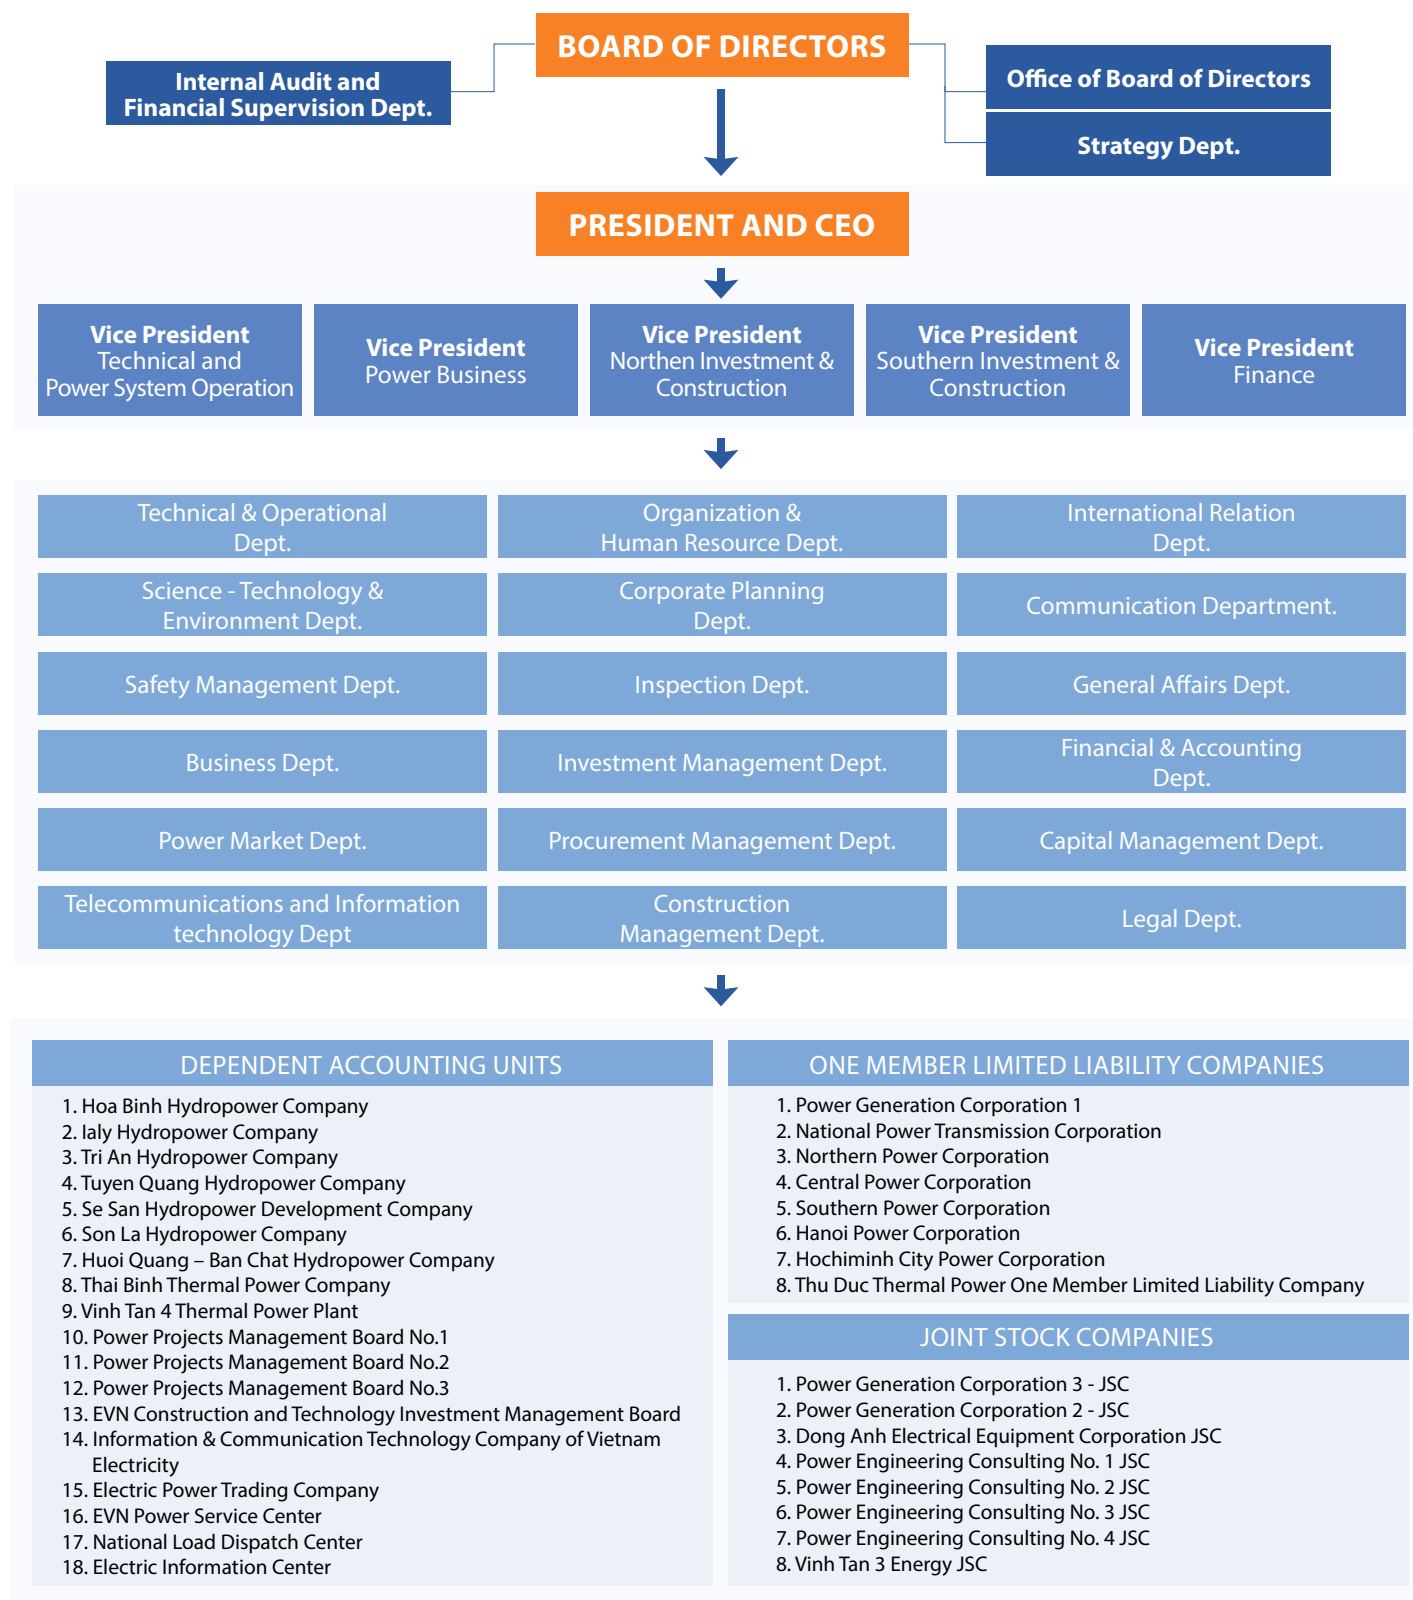 BOARD OF DIRECTORS
Internal Audit and
Financial Supervision Dept.
Office of Board of Directors
Strategy Dept.
PRESIDENT AND CEO
Vice President
Technical and
Power System Operation
Vice President
Power Business
Vice President
Northen Investment &
Construction
Vice President
Southern Investment &
Construction
Vice President
Finance
Technical & Operational
Dept.
Organization &
Human Resource Dept.
International Relation
Dept.
Science - Technology &
Environment Dept.
Corporate Planning
Dept.
Communication Department.
Safety Management Dept.
Inspection Dept.
General Affairs Dept.
Business Dept.
Investment Management Dept.
Financial & Accounting
Dept.
Power Market Dept.
Procurement Management Dept.
Capital Management Dept.
Telecommunications and Information
technology Dept
Construction
Management Dept.
Legal Dept.
DEPENDENT ACCOUNTING UNITS
1. Hoa Binh Hydropower Company
2. Ialy Hydropower Company
3. Tri An Hydropower Company
4. Tuyen Quang Hydropower Company
5. Se San Hydropower Development Company
6. Son La Hydropower Company
7. Huoi Quang – Ban Chat Hydropower Company
8. Thai Binh Thermal Power Company
9. Vinh Tan 4 Thermal Power Plant
10. Power Projects Management Board No.1
11. Power Projects Management Board No.2
12. Power Projects Management Board No.3
13. EVN Construction and Technology Investment Management Board
14. Information & Communication Technology Company of Vietnam
Electricity
15. Electric Power Trading Company
16. EVN Power Service Center
17. National Load Dispatch Center
18. Electric Information Center
ONE MEMBER LIMITED LIABILITY COMPANIES
1. Power Generation Corporation 1
2. National Power Transmission Corporation
3. Northern Power Corporation
4. Central Power Corporation
5. Southern Power Corporation
6. Hanoi Power Corporation
7. Hochiminh City Power Corporation
8. Thu Duc Thermal Power One Member Limited Liability Company
JOINT STOCK COMPANIES
1. Power Generation Corporation 3 - JSC
2. Power Generation Corporation 2 - JSC
3. Dong Anh Electrical Equipment Corporation JSC
4. Power Engineering Consulting No. 1 JSC
5. Power Engineering Consulting No. 2 JSC
6. Power Engineering Consulting No. 3 JSC
7. Power Engineering Consulting No. 4 JSC
8. Vinh Tan 3 Energy JSC